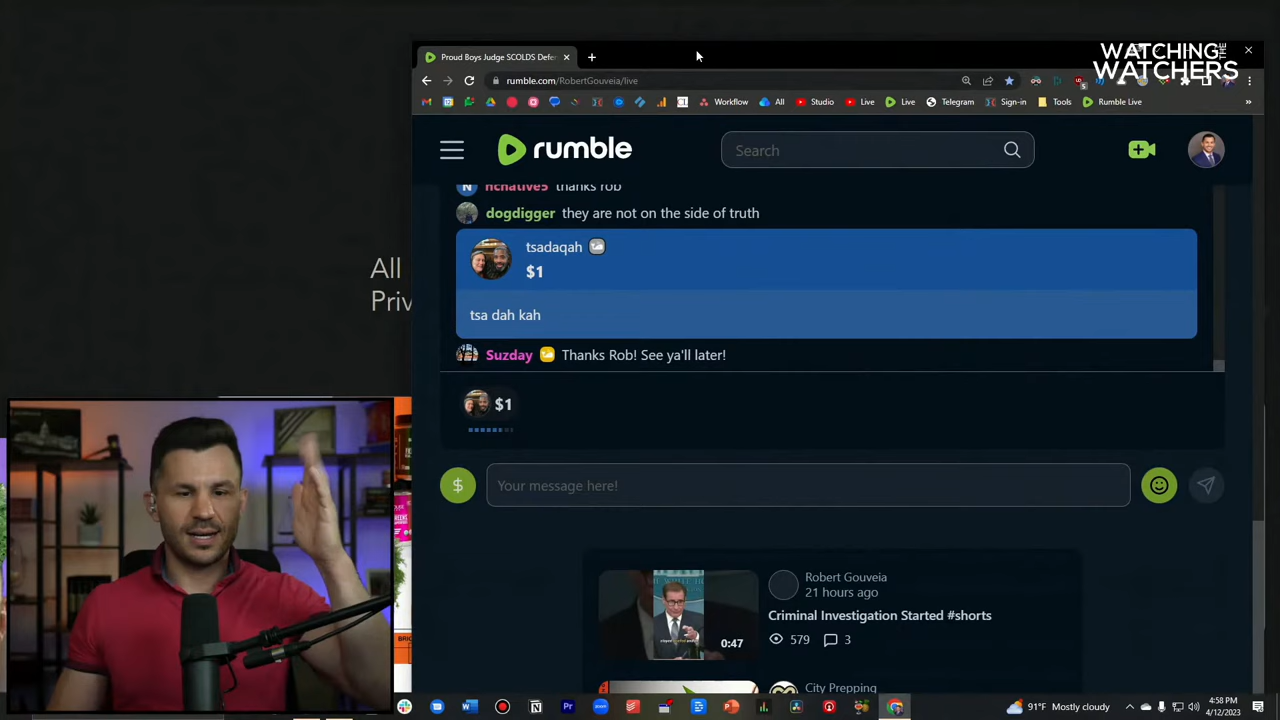 WATCHING THE
WATCHERS
Proud Boys Judge SCOLDS Defer
rumble.com/RobertGouveia/live
Workflow All Studio Live Live Telegram Sign-in Tools Rumble Live
rumble
Search
All
Priv
nchative5 thanks rob
dogdigger they are not on the side of truth
tsadaqah
$1
tsa dah kah
Suzday Thanks Rob! See ya'll later!
$1
$
Your message here!
Robert Gouveia
21 hours ago
Criminal Investigation Started #shorts
579 3
0:47
City Prepping
91°F Mostly cloudy
4:58 PM
4/12/2023